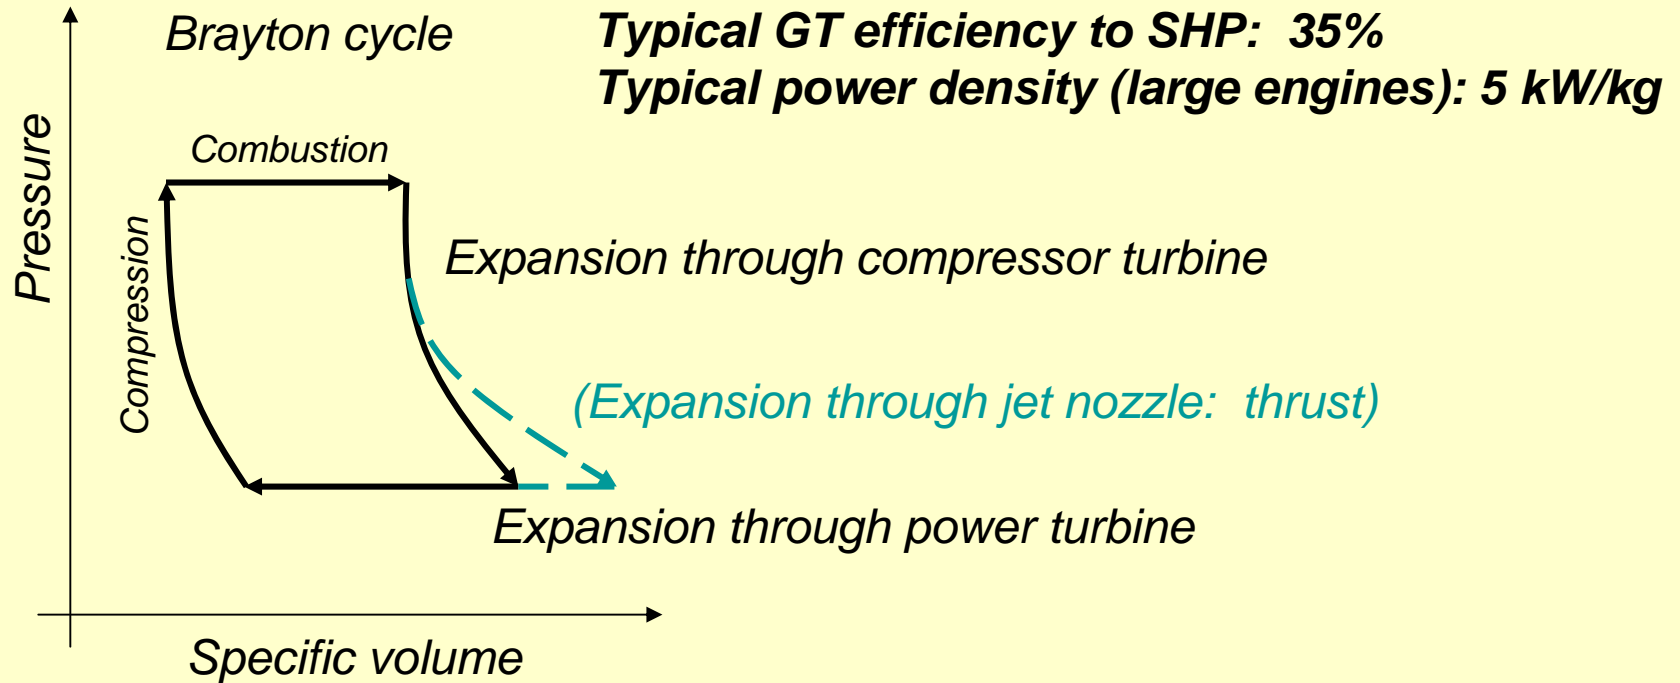 Brayton cycle
Typical GT efficiency to SHP: 35%
Typical power density (large engines): 5 kW/kg
Pressure
Combustion
Compression
Expansion through compressor turbine
(Expansion through jet nozzle: thrust)
Expansion through power turbine
Specific volume